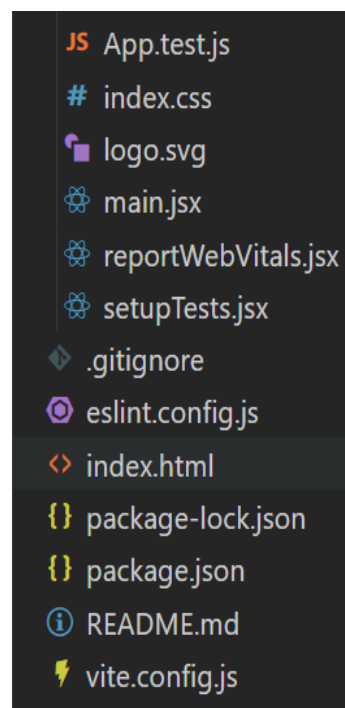 JS App.test.js
# index.css
logo.svg
main.jsx
reportWebVitals.jsx
setupTests.jsx
.gitignore
eslint.config.js
<> index.html
{} package-lock.json
{} package.json
README.md
vite.config.js